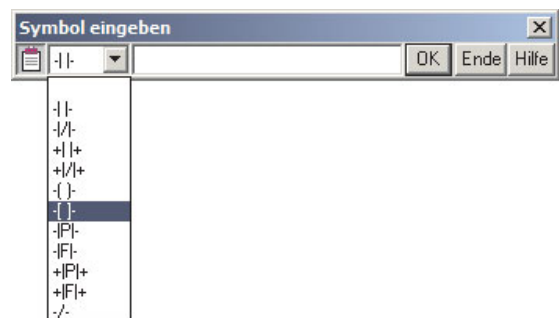 Symbol eingeben
-| |- OK Ende Hilfe
-| |-
-|/|-
+| |+
+|/|+
-( )-
-[ ]-
-|P|-
-|F|-
+|P|+
+|F|+
-/-